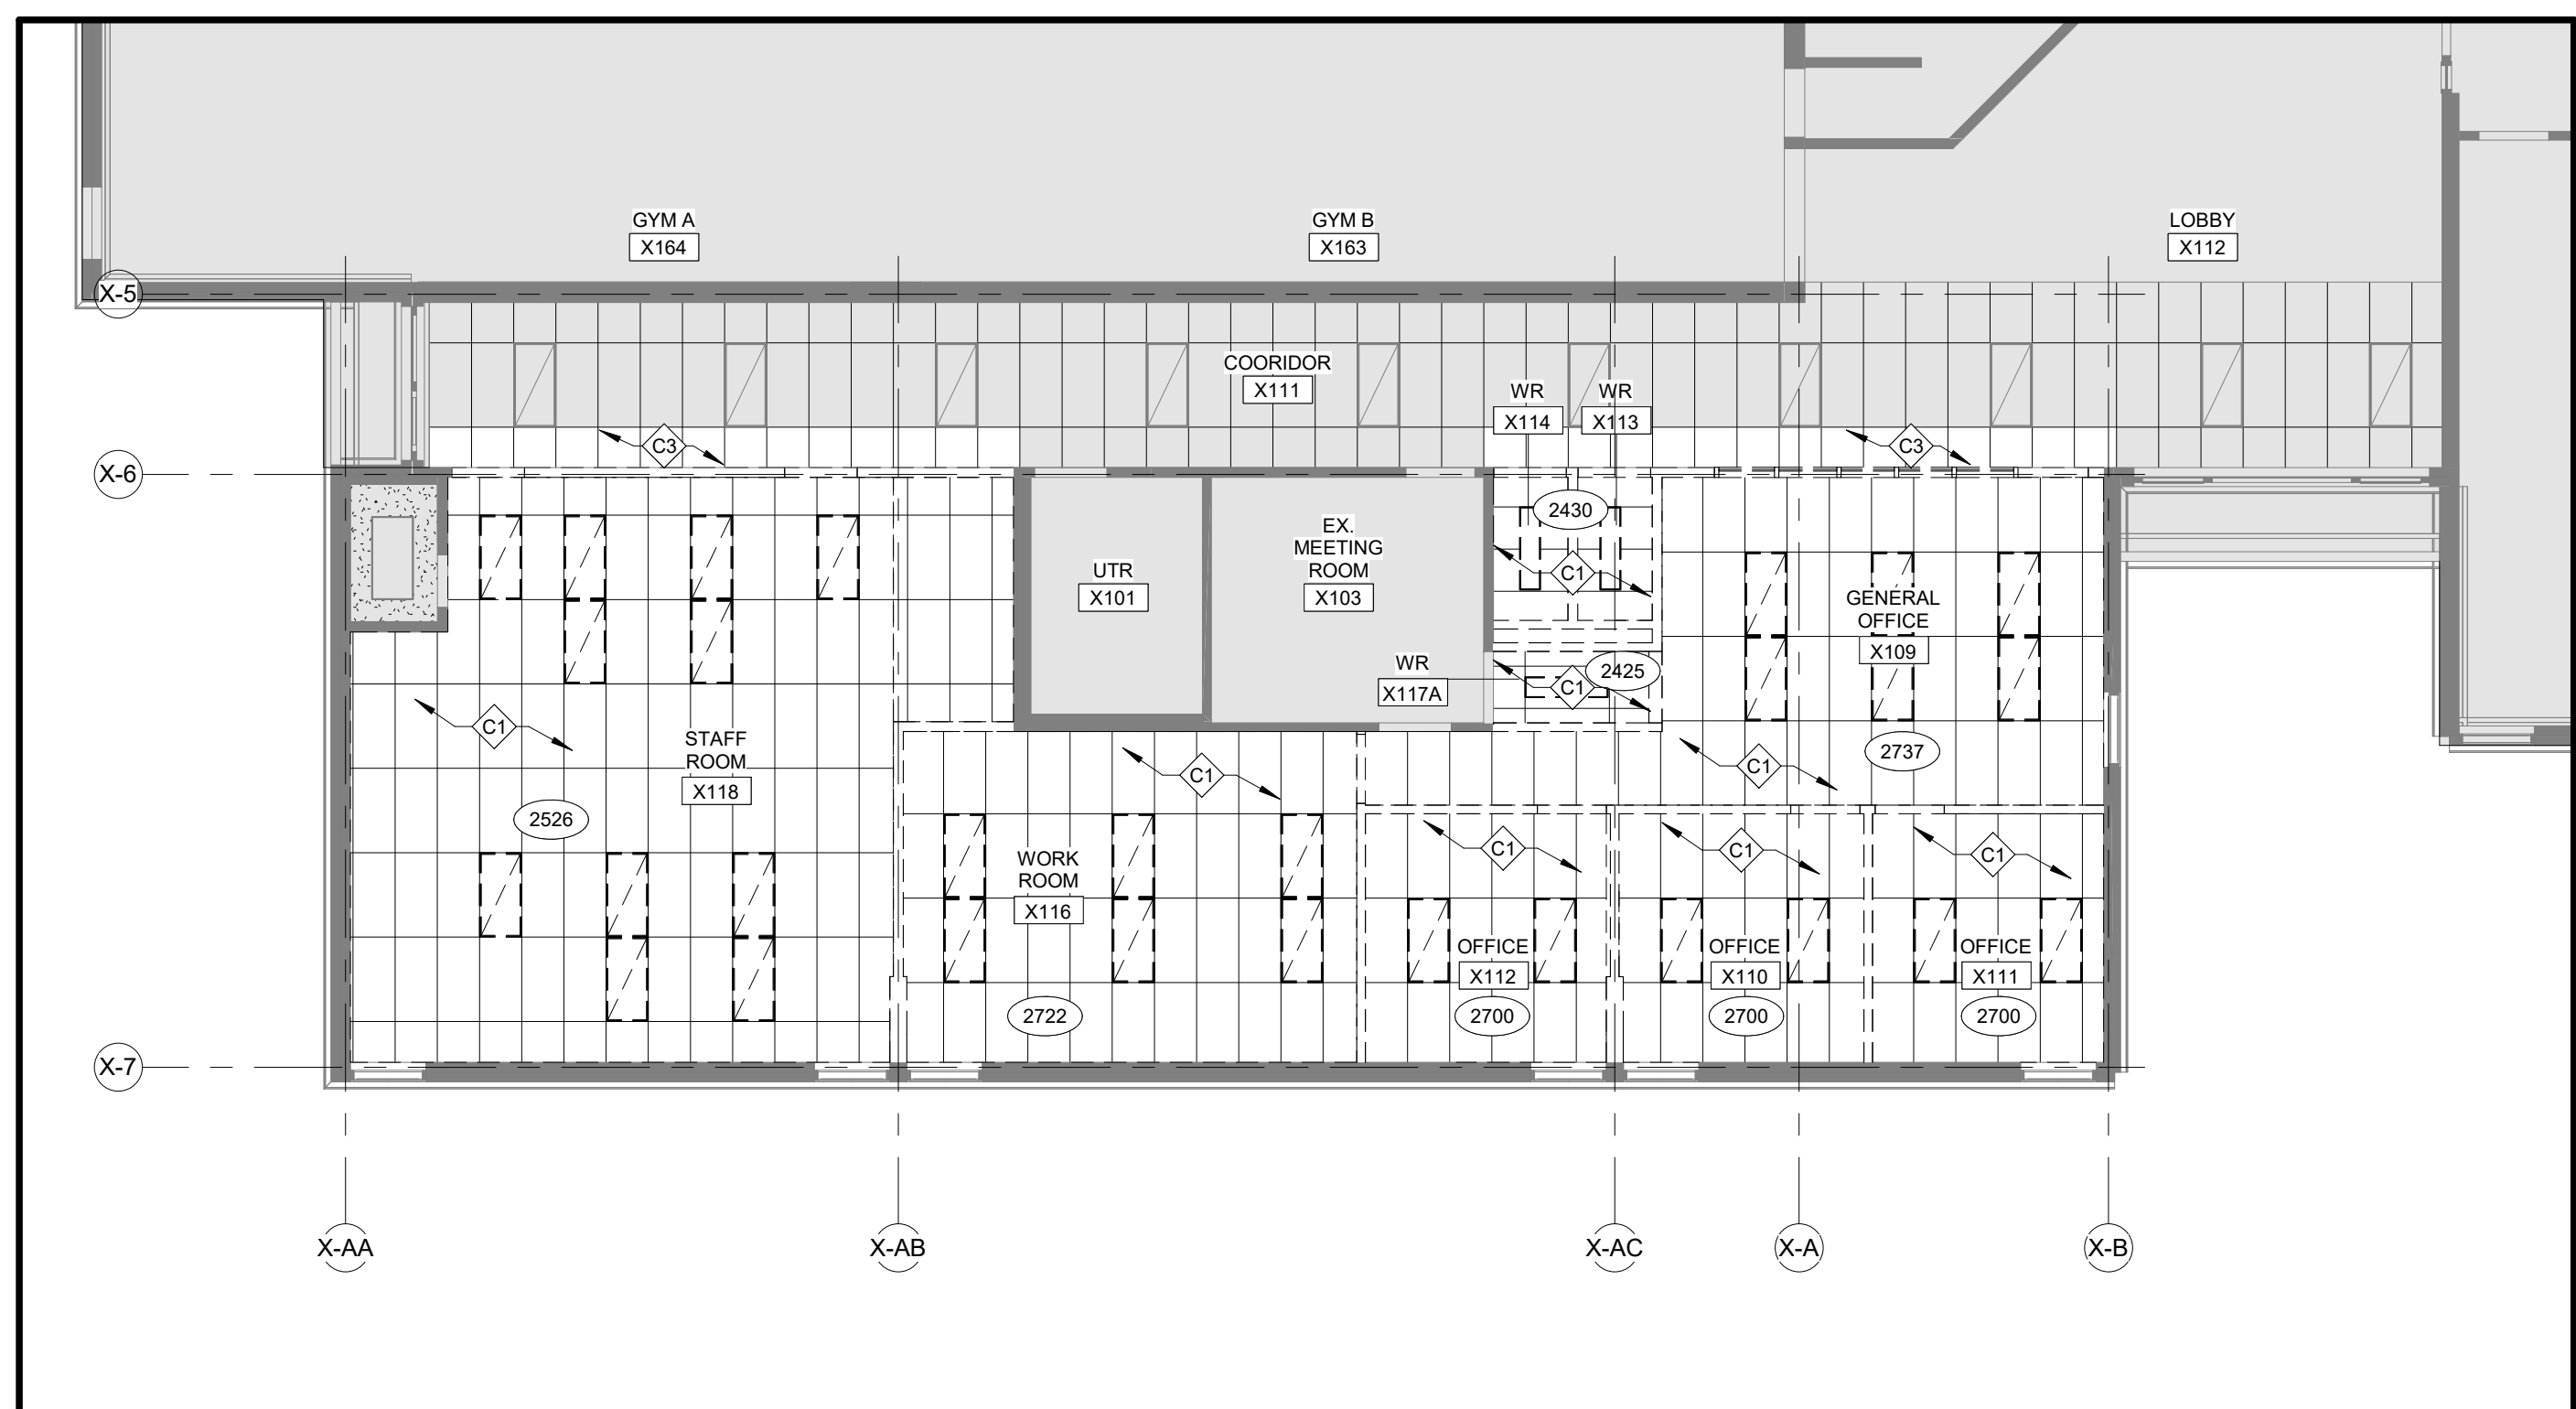 GYM A
X164
GYM B
X163
LOBBY
X112
X-5
COORIDOR
X111
WR
X114
WR
X113
C3
C3
X-6
2430
EX.
MEETING
ROOM
X103
UTR
X101
C1
GENERAL
OFFICE
X109
WR
X117A
2425
C1
C1
STAFF
ROOM
X118
2737
C1
C1
2526
C1
C1
C1
WORK
ROOM
X116
OFFICE
X112
OFFICE
X110
OFFICE
X111
2722
2700
2700
2700
X-7
X-AA
X-AB
X-AC
X-A
X-B